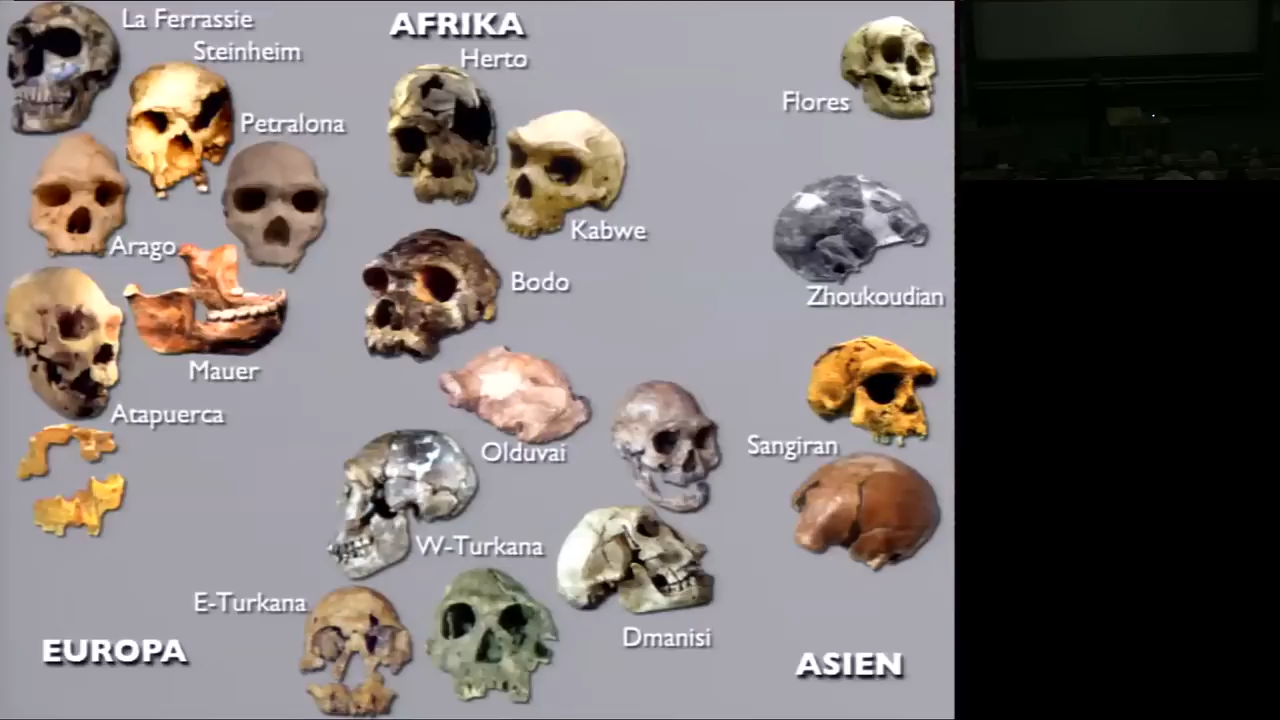 La Ferrassie
AFRIKA
Steinheim
Herto
Flores
Petralona
Kabwe
Arago
Bodo
Zhoukoudian
Mauer
Atapuerca
Olduvai
Sangiran
W-Turkana
E-Turkana
Dmanisi
EUROPA
ASIEN